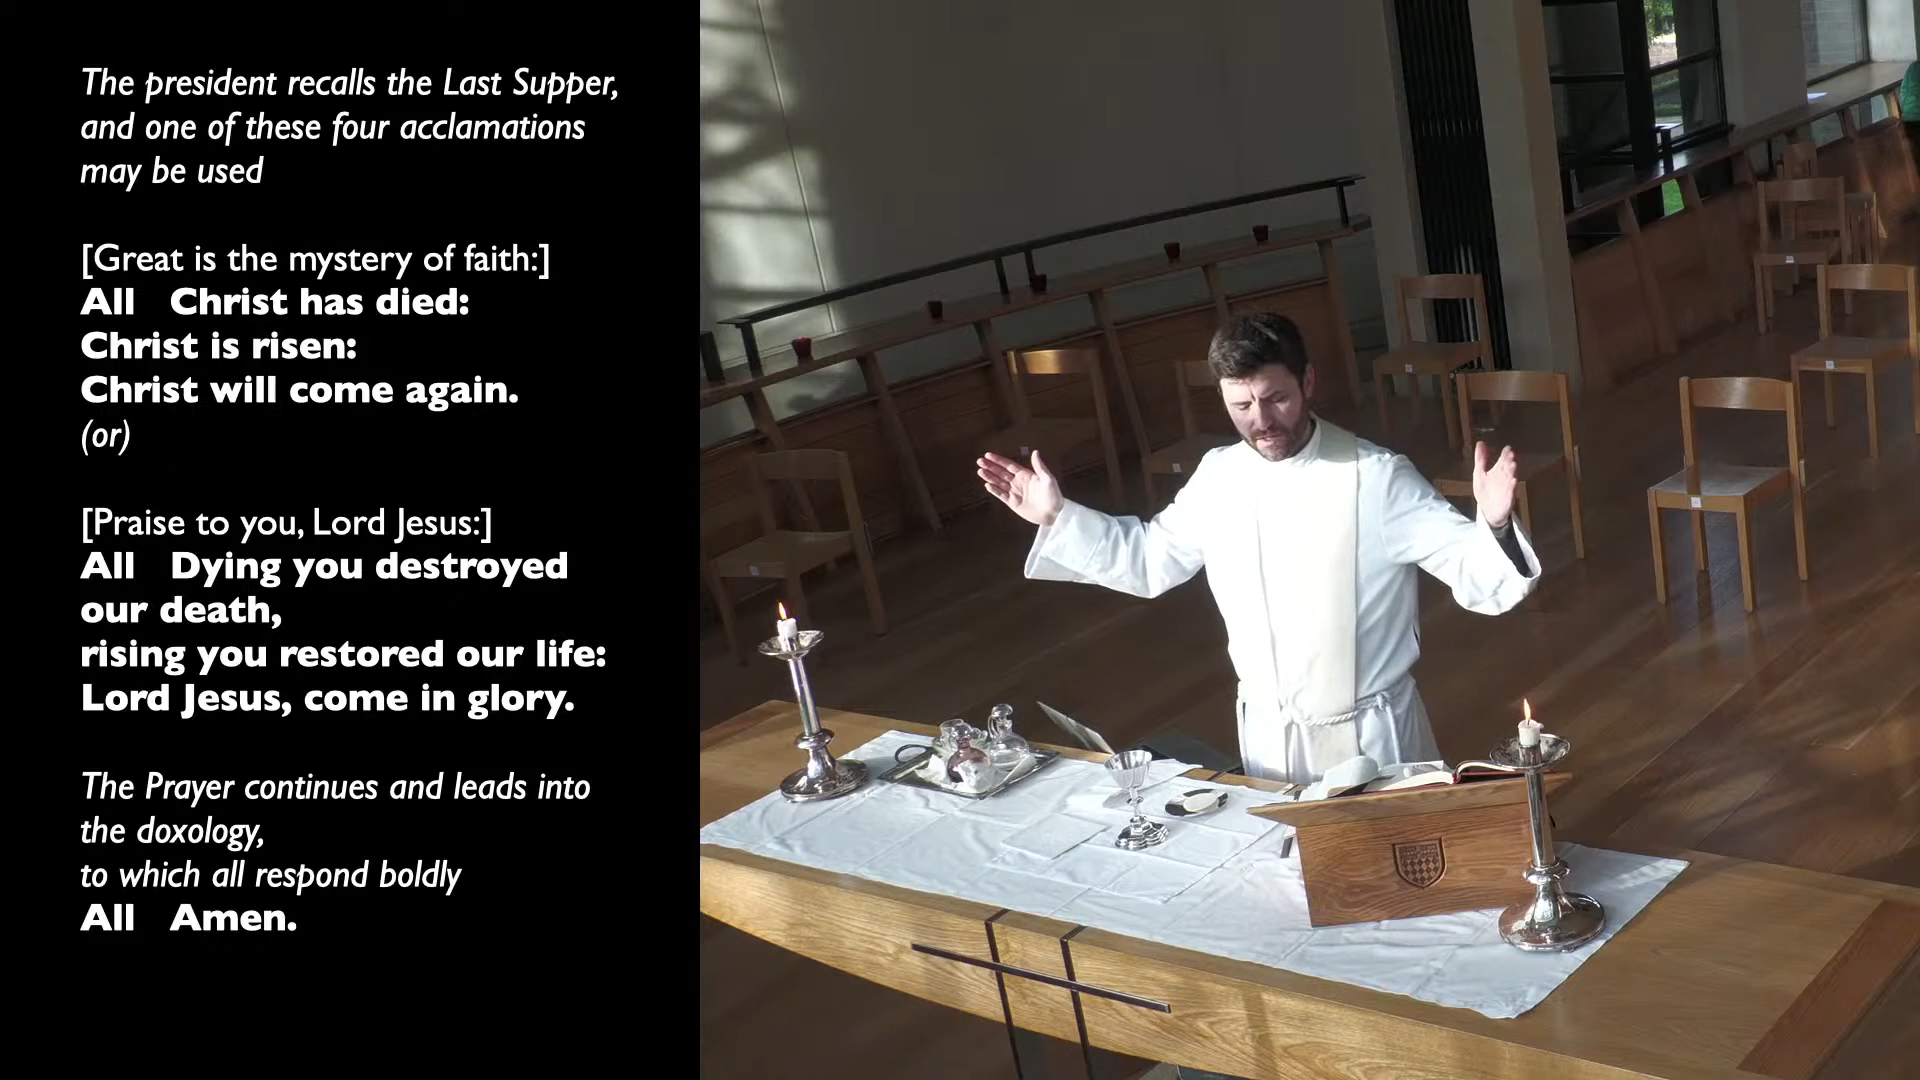 The president recalls the Last Supper,
and one of these four acclamations
may be used
[Great is the mystery of faith:]
All Christ has died:
Christ is risen:
Christ will come again.
(or)
[Praise to you, Lord Jesus:]
All Dying you destroyed
our death,
rising you restored our life:
Lord Jesus, come in glory.
The Prayer continues and leads into
the doxology,
to which all respond boldly
All Amen.